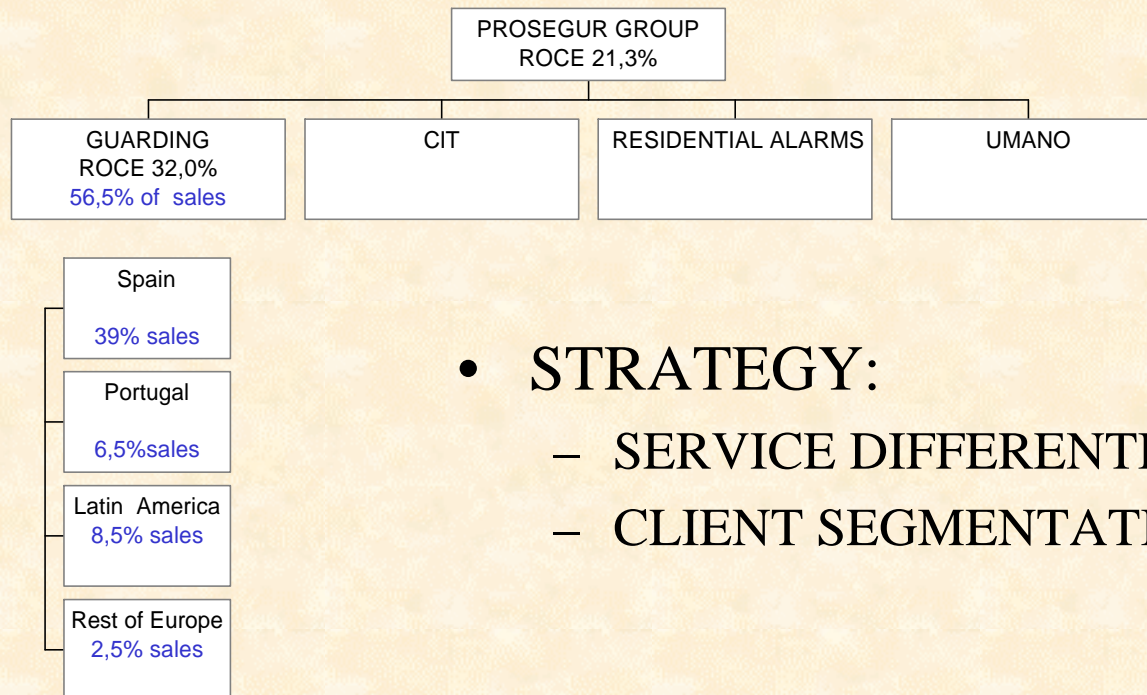 PROSEGUR GROUP
ROCE 21,3%
GUARDING
ROCE 32,0%
56,5% of sales
CIT
RESIDENTIAL ALARMS
UMANO
Spain
39% sales
Portugal
6,5%sales
Latin America
8,5% sales
Rest of Europe
2,5% sales
• STRATEGY:
– SERVICE DIFFERENTI
– CLIENT SEGMENTATI